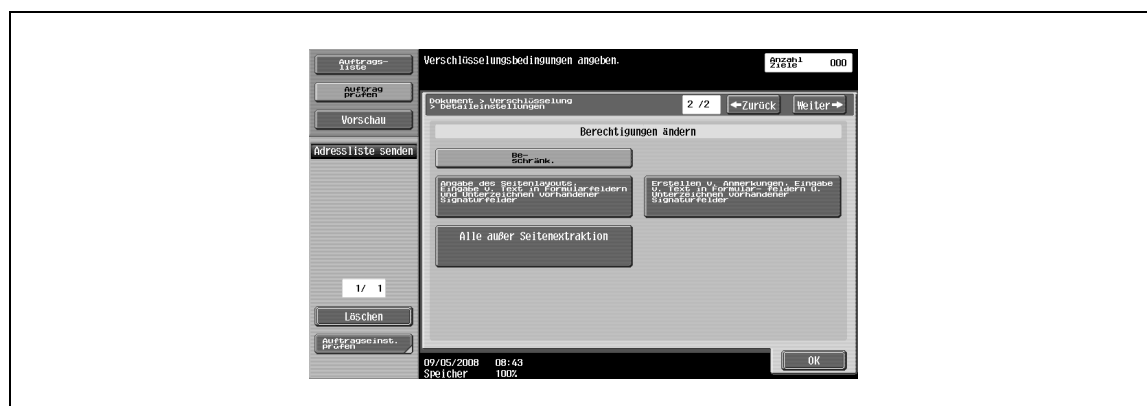 Auftrags-
liste
Auftrag
prüfen
Vorschau
Adressliste senden
1/ 1
Löschen
Auftragseinst.
prüfen
Verschlüsselungsbedingungen angeben.
Anzahl
Ziele 000
Dokument > Verschlüsselung
> Detaileinstellungen
2 /2
←Zurück
Weiter→
Berechtigungen ändern
Be-
schränk.
Angabe des Seitenlayouts.
Eingabe v. Text in Formularfeldern
und Unterzeichnen vorhandener
Signaturfelder
Erstellen v. Anmerkungen. Eingabe
v. Text in Formular- feldern u.
Unterzeichnen vorhandener
Signaturfelder
Alle außer Seitenextraktion
09/05/2008 08:43
Speicher 100%
OK